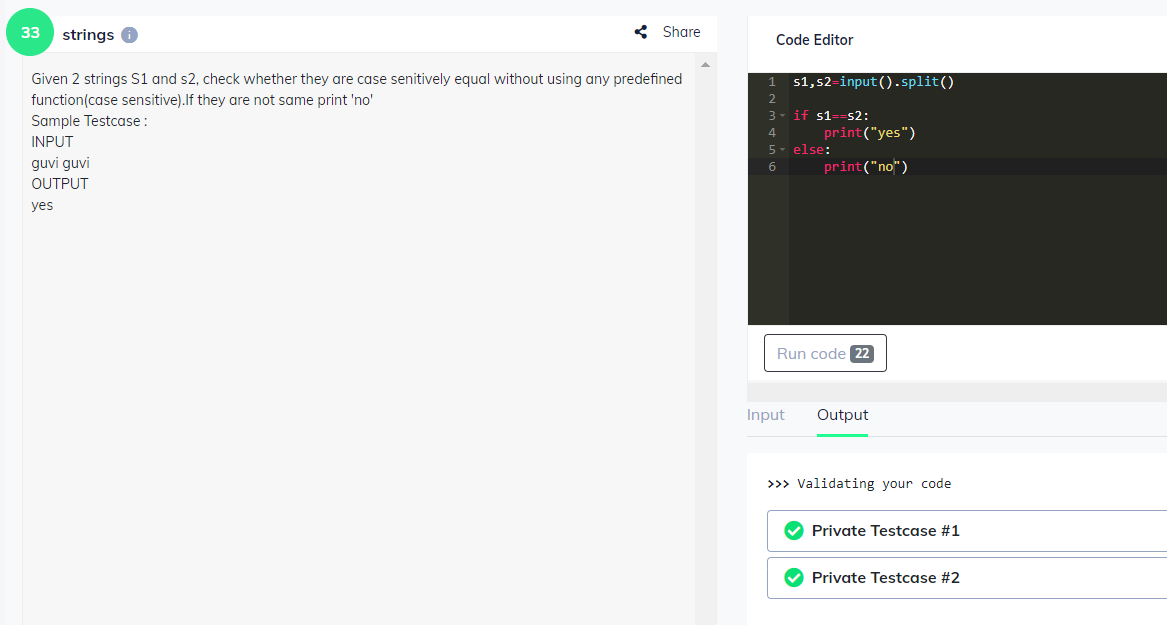 33
strings i
Share
Given 2 strings S1 and s2, check whether they are case senitively equal without using any predefined
function(case sensitive).If they are not same print 'no'
Sample Testcase :
INPUT
guvi guvi
OUTPUT
yes
Code Editor
1 s1,s2=input().split()
2
3 if s1==s2:
4     print("yes")
5 else:
6     print("no")
Run code 22
Input Output
>>> Validating your code
Private Testcase #1
Private Testcase #2